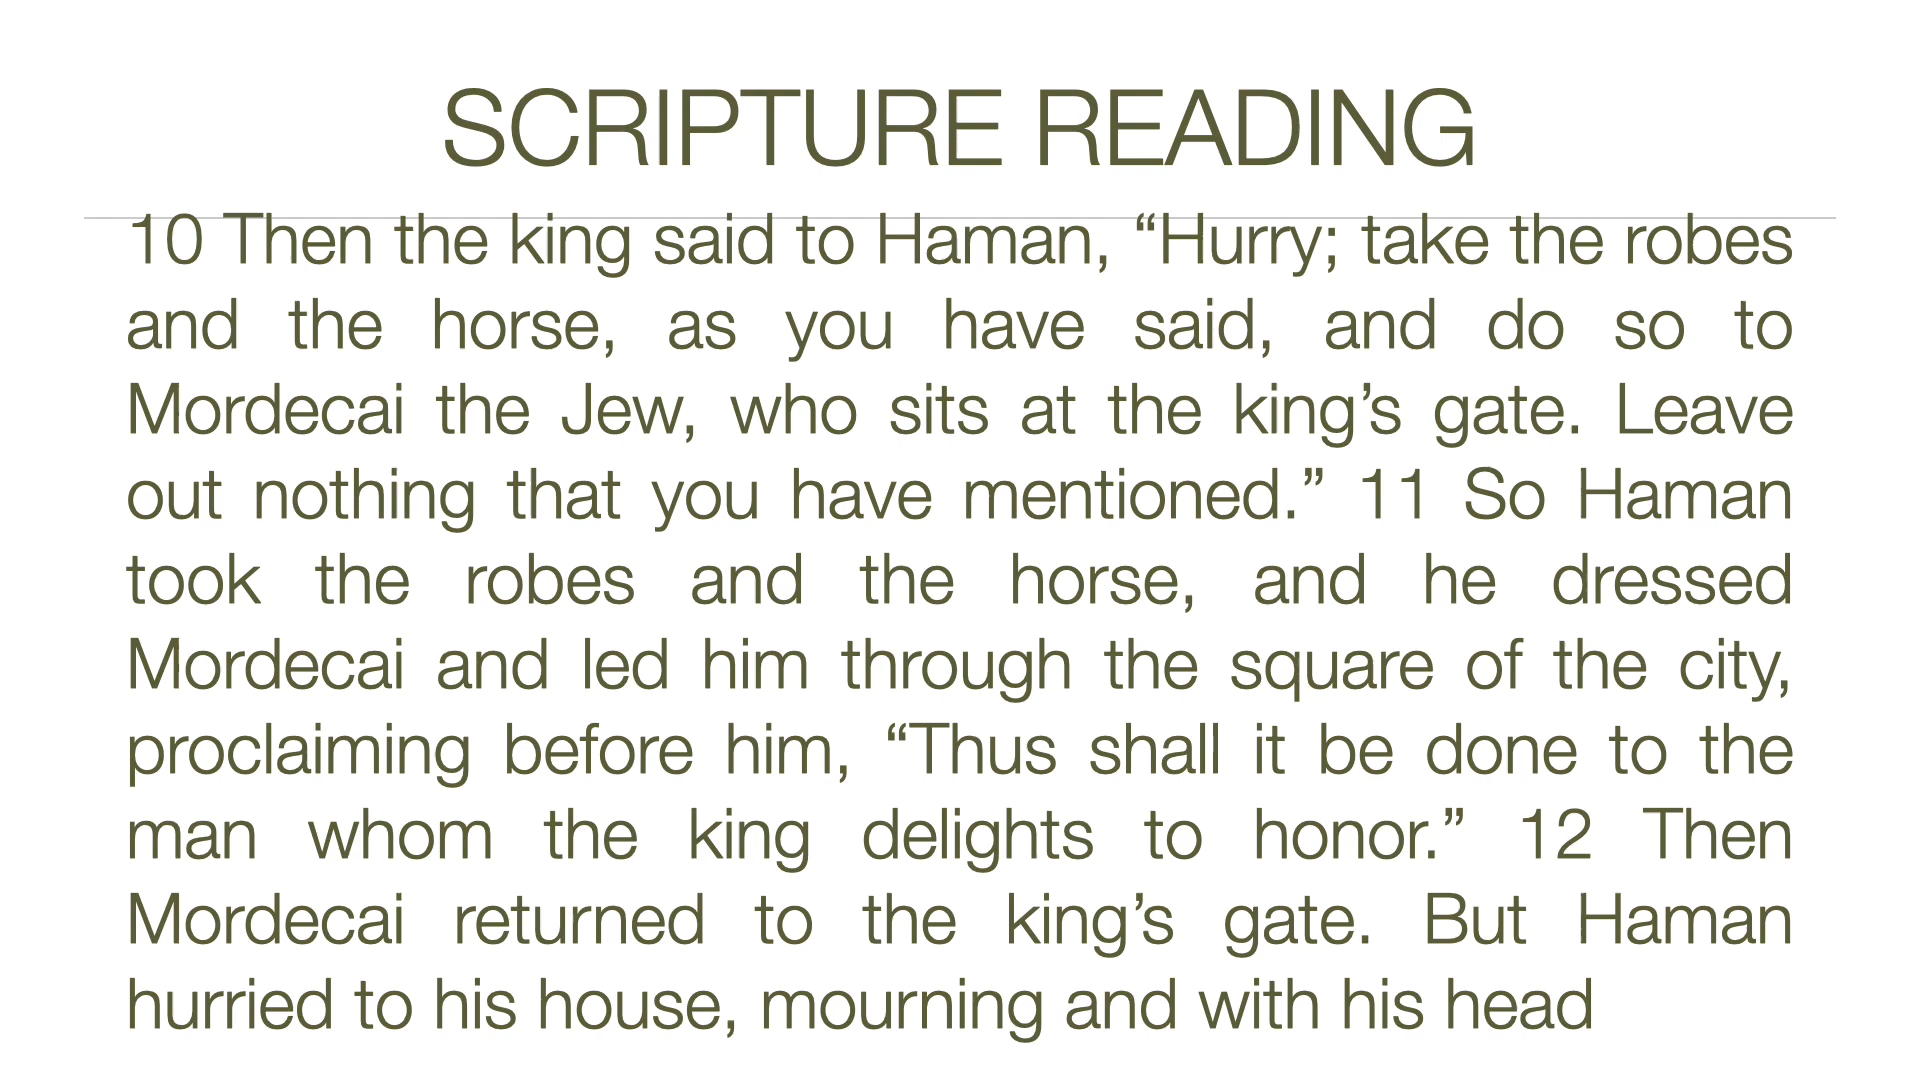 SCRIPTURE READING
10 Then the king said to Haman, “Hurry; take the robes
and the horse, as you have said, and do so to
Mordecai the Jew, who sits at the king’s gate. Leave
out nothing that you have mentioned.” 11 So Haman
took the robes and the horse, and he dressed
Mordecai and led him through the square of the city,
proclaiming before him, “Thus shall it be done to the
man whom the king delights to honor.” 12 Then
Mordecai returned to the king’s gate. But Haman
hurried to his house, mourning and with his head